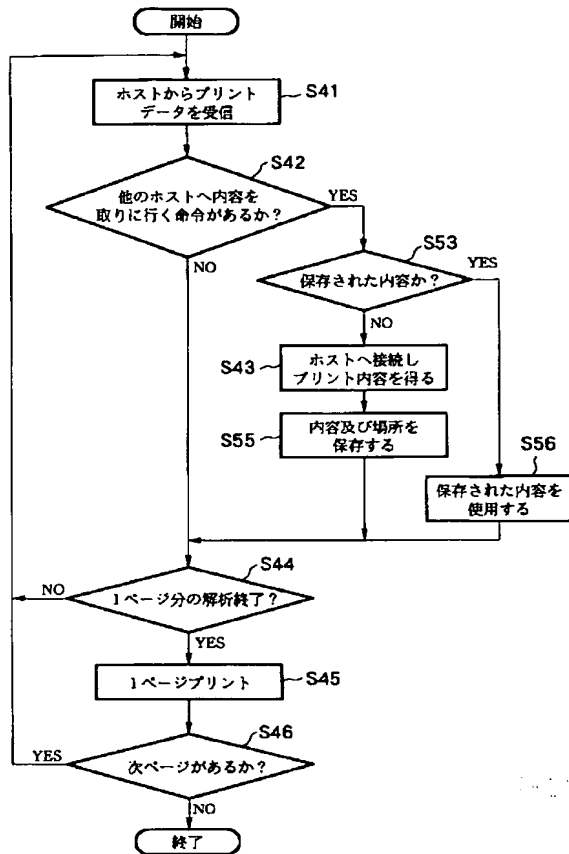 開始
ホストからプリント
データを受信
S41
他のホストへ内容を
取りに行く命令があるか?
S42
YES
NO
保存された内容か?
S53
YES
NO
S43
ホストへ接続し
プリント内容を得る
S55
内容及び場所を
保存する
S56
保存された内容を
使用する
S44
NO
1ページ分の解析終了?
YES
1ページプリント
S45
S46
YES
次ページがあるか?
NO
終了